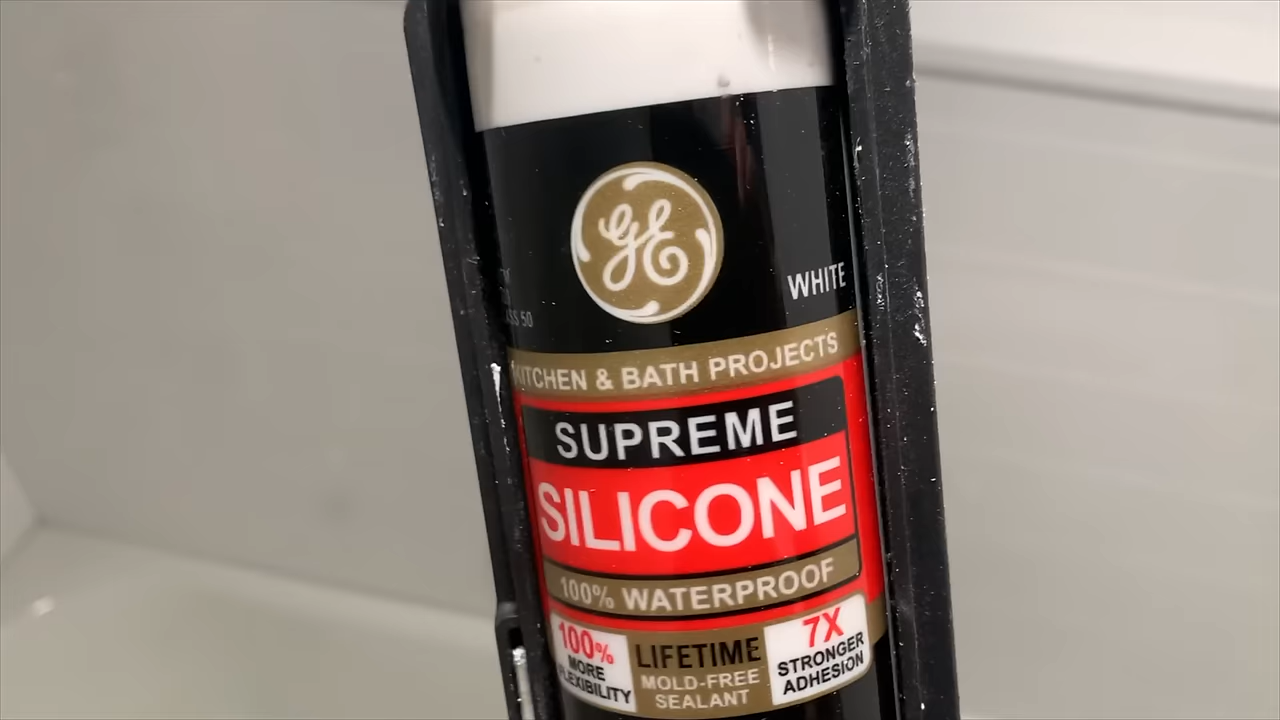 GE
WHITE
50
KITCHEN & BATH PROJECTS
SUPREME
SILICONE
100% WATERPROOF
100%
MORE
FLEXIBILITY
LIFETIME
MOLD-FREE
SEALANT
7X
STRONGER
ADHESION